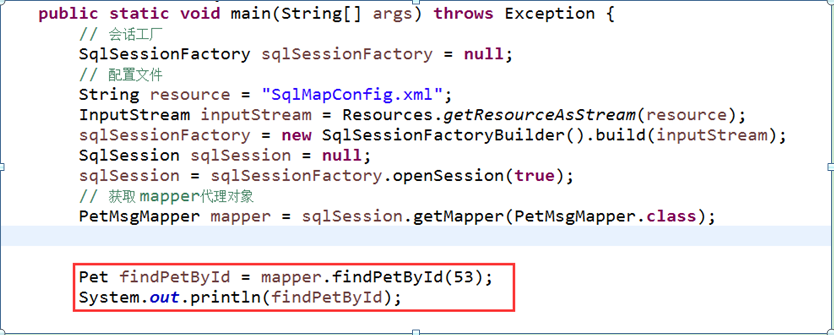 public static void main(String[] args) throws Exception {
// 会话工厂
SqlSessionFactory sqlSessionFactory = null;
// 配置文件
String resource = "SqlMapConfig.xml";
InputStream inputStream = Resources.getResourceAsStream(resource);
sqlSessionFactory = new SqlSessionFactoryBuilder().build(inputStream);
SqlSession sqlSession = null;
sqlSession = sqlSessionFactory.openSession(true);
// 获取 mapper代理对象
PetMsgMapper mapper = sqlSession.getMapper(PetMsgMapper.class);
Pet findPetById = mapper.findPetById(53);
System.out.println(findPetById);